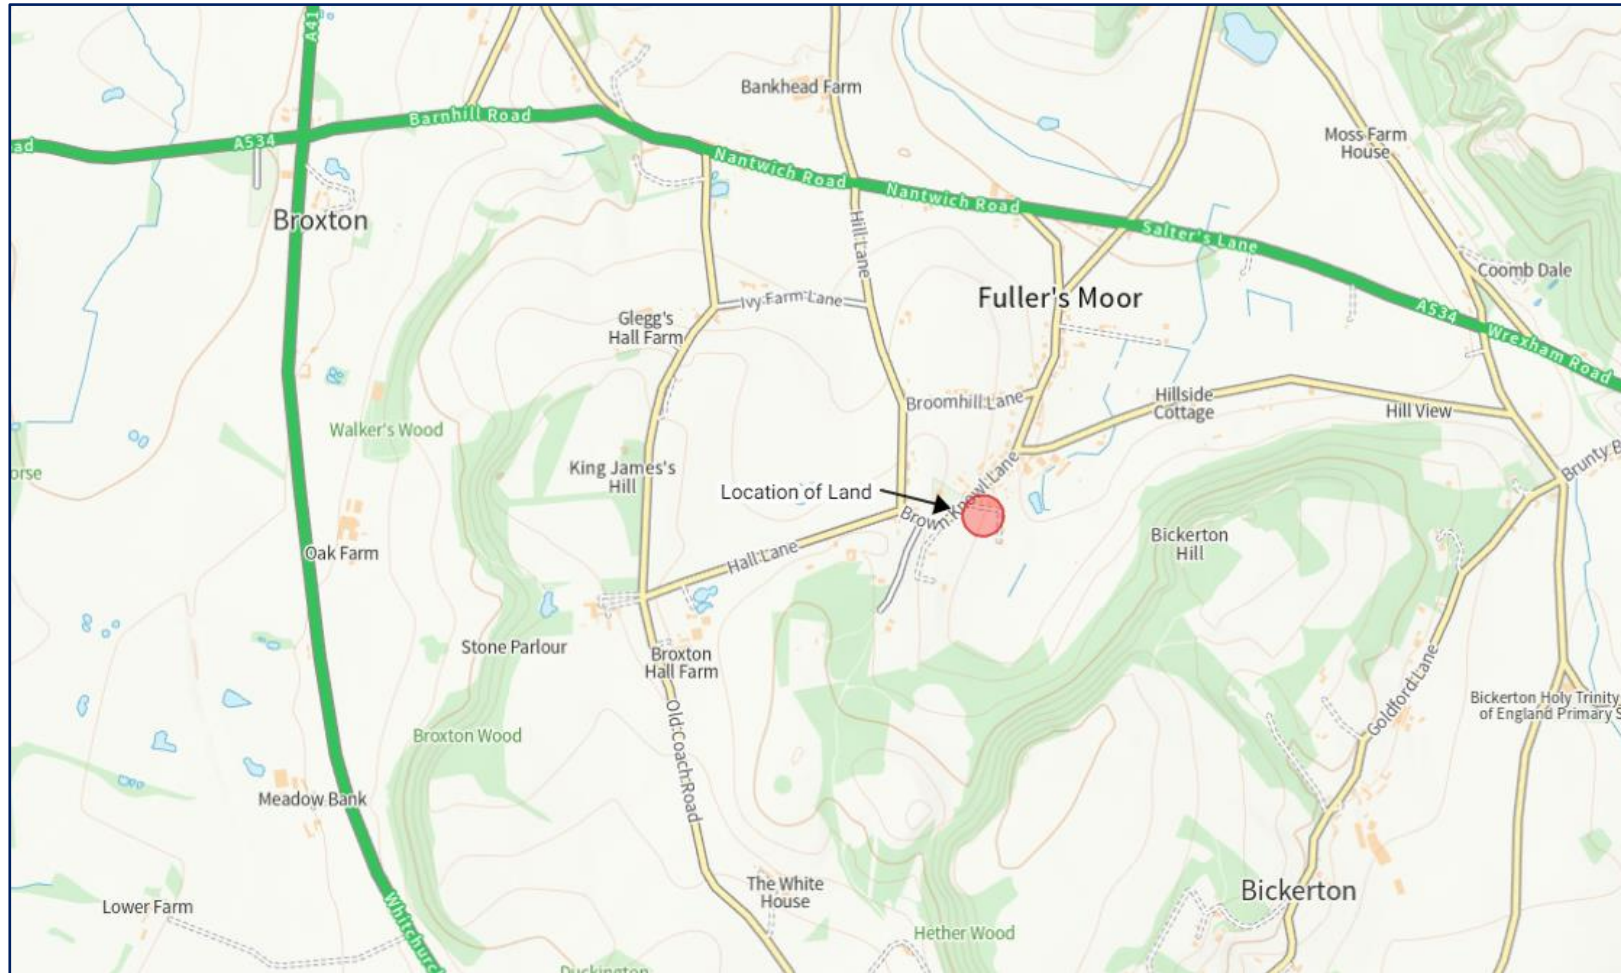 A41
Bankhead Farm
Barnhill Road
ad
A534
Moss Farm
House
Nantwich Road
Nantwich Road
Broxton
Hill Lane
Salter's Lane
Coomb Dale
Ivy Farm Lane
Fuller's Moor
Glegg's
Hall Farm
A534
Wrexham Road
Broomhill Lane
Hillside
Cottage
Hill View
Walker's Wood
orse
King James's
Hill
Brunty B
Location of Land
Brown Knowl Lane
Oak Farm
Hall Lane
Bickerton
Hill
Stone Parlour
Broxton
Hall Farm
Goldford Lane
Bickerton Holy Trinity
of England Primary S
Broxton Wood
Old Coach Road
Meadow Bank
The White
House
Bickerton
Lower Farm
Whitchurch
Hether Wood
Duckington